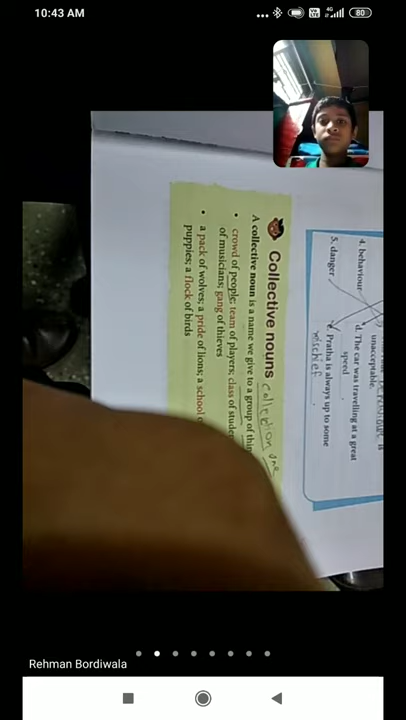 10:43 AM
4G
80
unacceptable.
4. behaviour
d. The car was travelling at a great
speed
5. danger
e. Pratha is always up to some
mischief.
Collective nouns collection one
A collective noun is a name we give to a group of
• crowd of people; team of players; class of
of musicians; gang of thieves
• a pack of wolves; a pride of lions; a school
puppies; a flock of birds
Rehman Bordiwala